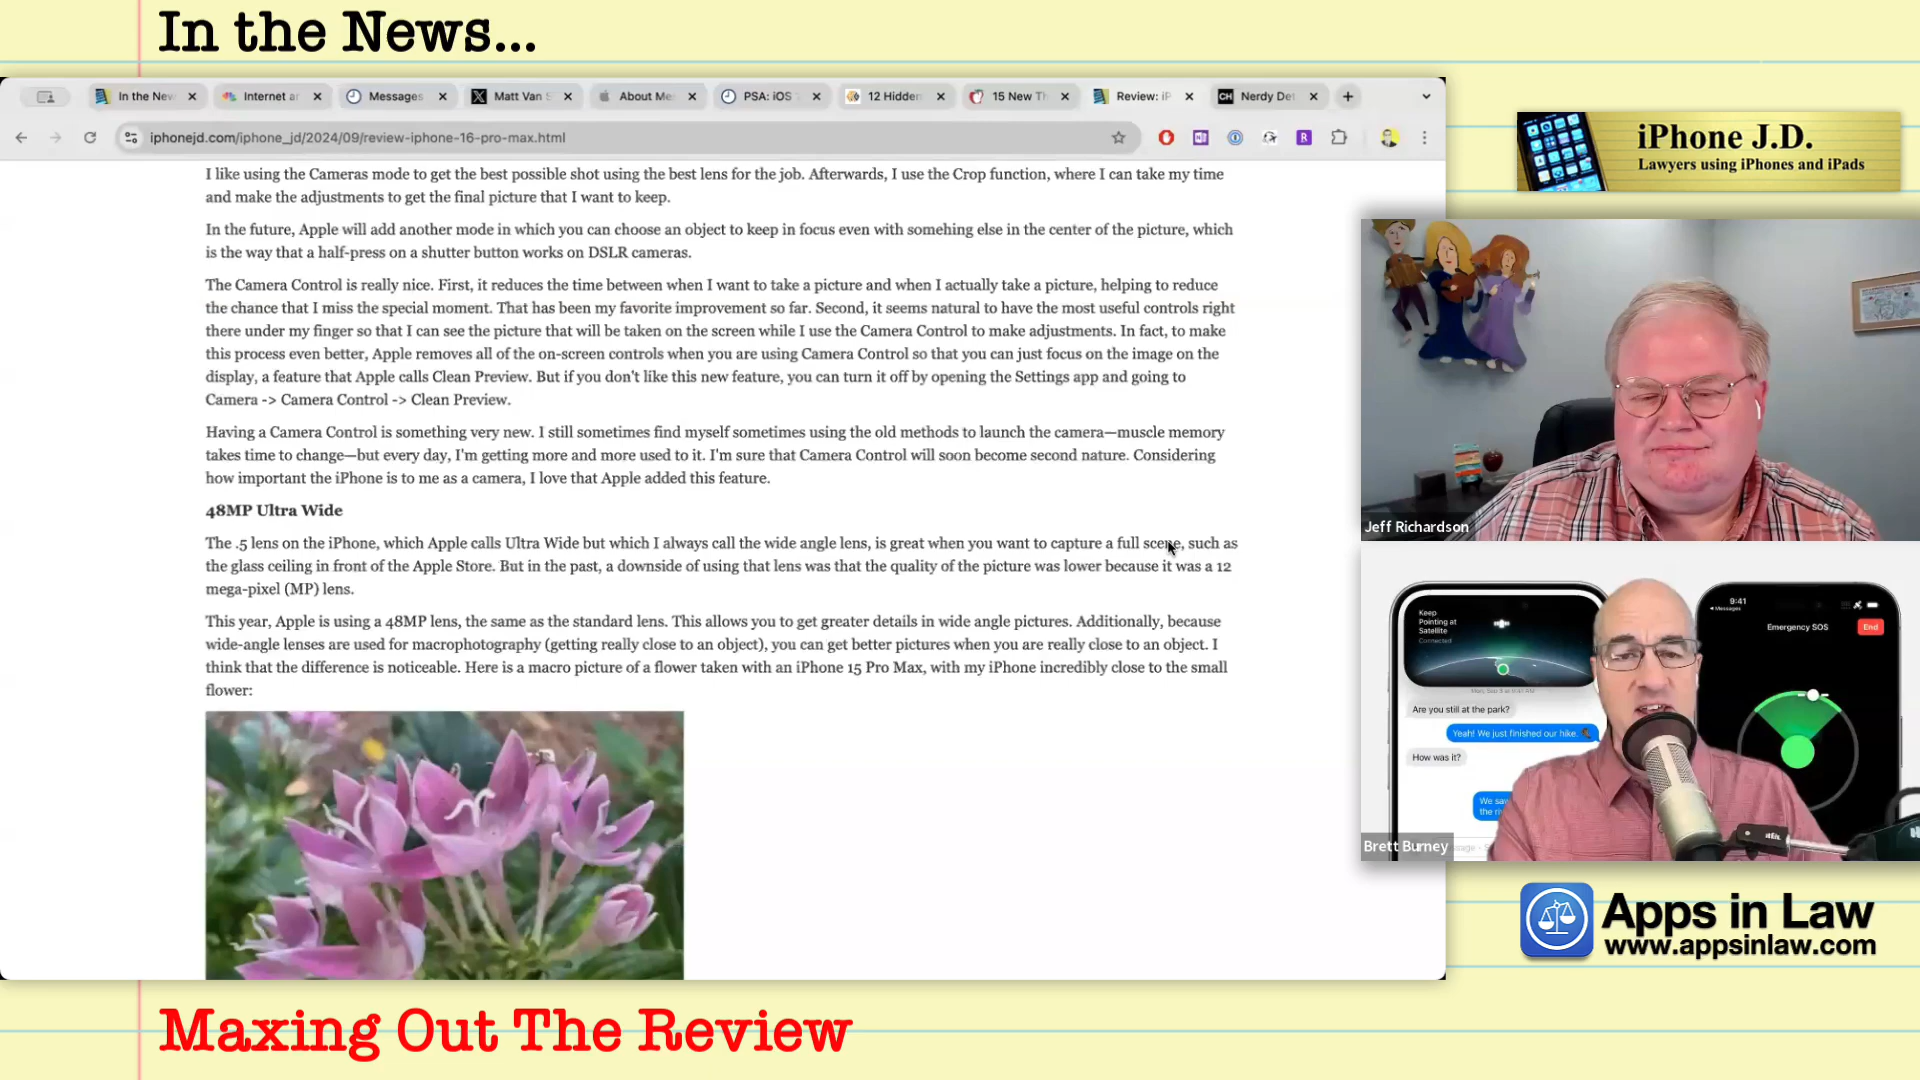 In the News...
In the New
Internet ar
Messages
Matt Van S
About Me
PSA: iOS
12 Hidden
15 New Th
Review: iP
CH Nerdy Det
iphonejd.com/iphone_jd/2024/09/review-iphone-16-pro-max.html
I like using the Cameras mode to get the best possible shot using the best lens for the job. Afterwards, I use the Crop function, where I can take my time
and make the adjustments to get the final picture that I want to keep.
In the future, Apple will add another mode in which you can choose an object to keep in focus even with somehing else in the center of the picture, which
is the way that a half-press on a shutter button works on DSLR cameras.
The Camera Control is really nice. First, it reduces the time between when I want to take a picture and when I actually take a picture, helping to reduce
the chance that I miss the special moment. That has been my favorite improvement so far. Second, it seems natural to have the most useful controls right
there under my finger so that I can see the picture that will be taken on the screen while I use the Camera Control to make adjustments. In fact, to make
this process even better, Apple removes all of the on-screen controls when you are using Camera Control so that you can just focus on the image on the
display, a feature that Apple calls Clean Preview. But if you don't like this new feature, you can turn it off by opening the Settings app and going to
Camera -> Camera Control -> Clean Preview.
Having a Camera Control is something very new. I still sometimes find myself sometimes using the old methods to launch the camera—muscle memory
takes time to change—but every day, I'm getting more and more used to it. I'm sure that Camera Control will soon become second nature. Considering
how important the iPhone is to me as a camera, I love that Apple added this feature.
48MP Ultra Wide
The .5 lens on the iPhone, which Apple calls Ultra Wide but which I always call the wide angle lens, is great when you want to capture a full scene, such as
the glass ceiling in front of the Apple Store. But in the past, a downside of using that lens was that the quality of the picture was lower because it was a 12
mega-pixel (MP) lens.
This year, Apple is using a 48MP lens, the same as the standard lens. This allows you to get greater details in wide angle pictures. Additionally, because
wide-angle lenses are used for macrophotography (getting really close to an object), you can get better pictures when you are really close to an object. I
think that the difference is noticeable. Here is a macro picture of a flower taken with an iPhone 15 Pro Max, with my iPhone incredibly close to the small
flower:
iPhone J.D.
Lawyers using iPhones and iPads
Jeff Richardson
Keep
Pointing at
Satellite
Connected
Are you still at the park?
Yeah! We just finished our hike.
How was it?
We saw
the riv
9:41
Messages
Emergency SOS
End
Brett Burney
Apps in Law
www.appsinlaw.com
Maxing Out The Review